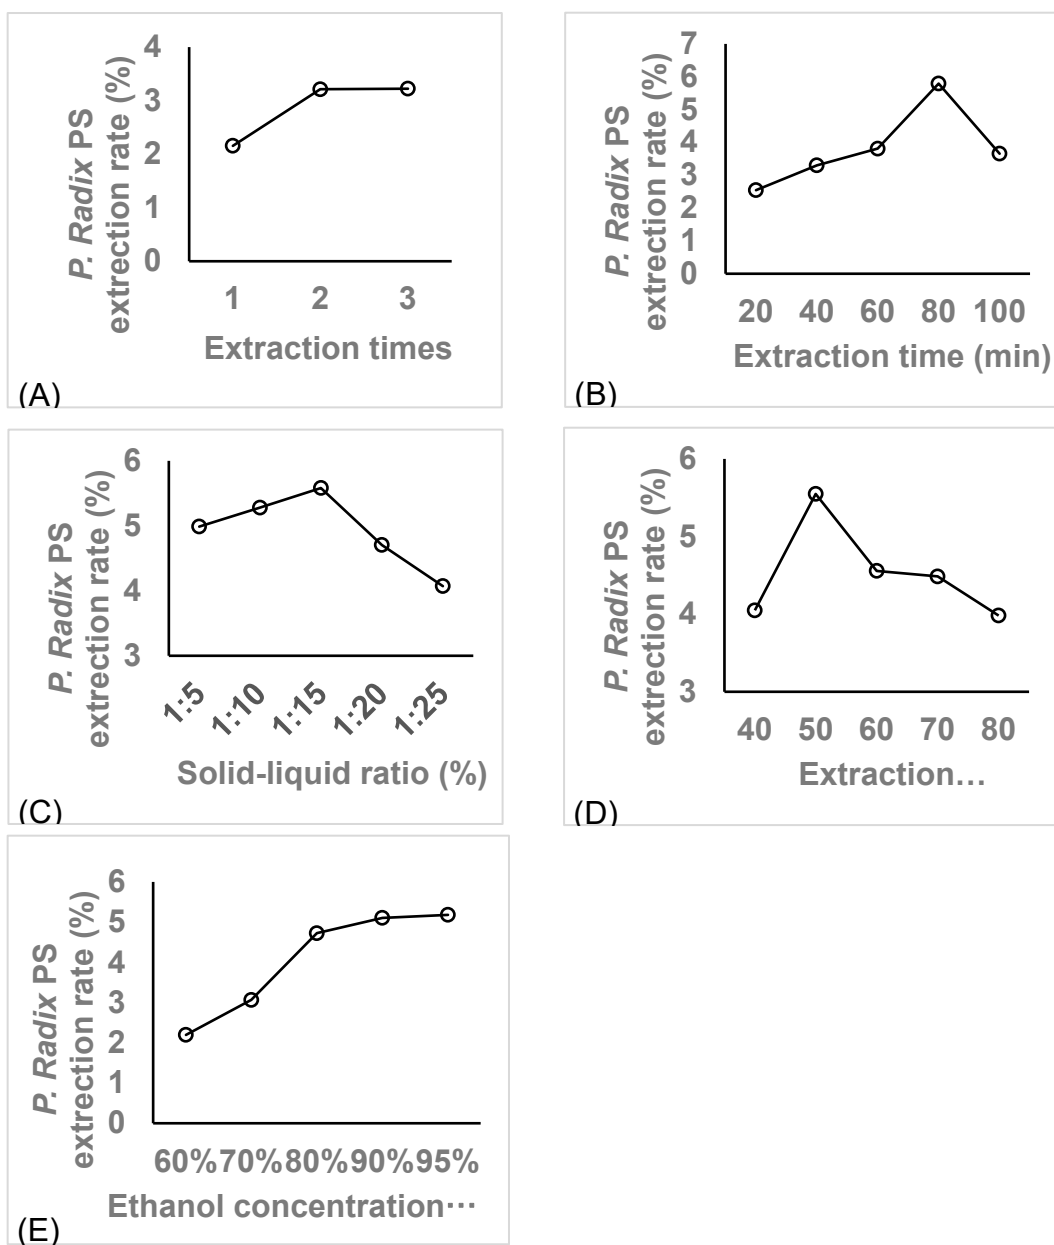 P. Radix PS
extrection rate (%)
4
3
2
1
0
1 2 3
Extraction times
(A)
P. Radix PS
extrection rate (%)
7
6
5
4
3
2
1
0
20 40 60 80 100
Extraction time (min)
(B)
P. Radix PS
extrection rate (%)
6
5
4
3
1:5 1:10 1:15 1:20 1:25
Solid-liquid ratio (%)
(C)
P. Radix PS
extrection rate (%)
6
5
4
3
40 50 60 70 80
Extraction...
(D)
P. Radix PS
extrection rate (%)
6
5
4
3
2
1
0
60% 70% 80% 90% 95%
Ethanol concentration···
(E)